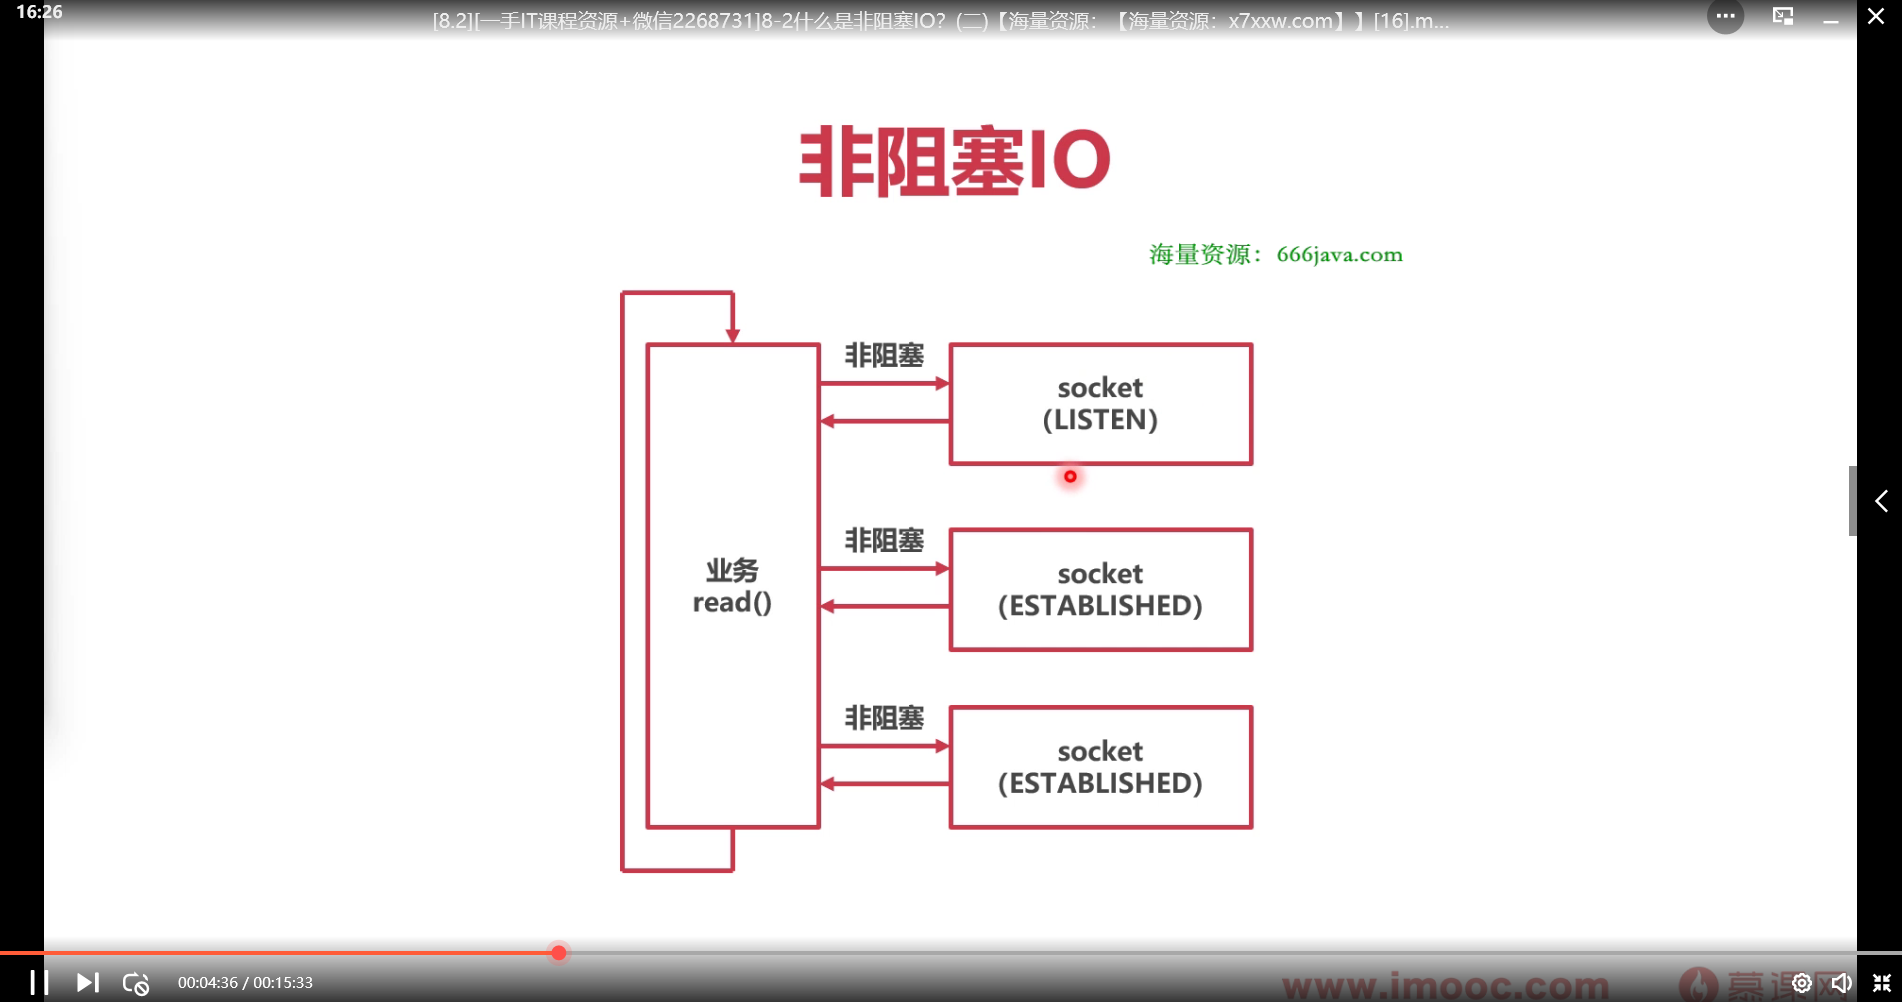 16:26
[8.2][一手IT课程资源+微信2268731]8-2什么是非阻塞IO？(二)【海量资源：【海量资源：x7xxw.com】】[16].m...
非阻塞IO
海量资源：666java.com
非阻塞
socket
(LISTEN)
非阻塞
socket
(ESTABLISHED)
业务
read()
非阻塞
socket
(ESTABLISHED)
00:04:36 / 00:15:33
www.imooc.com
慕课网